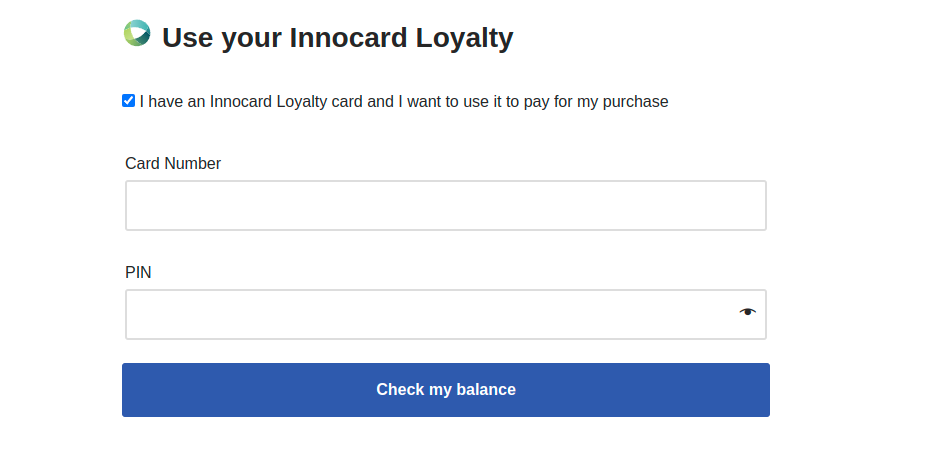 Use your Innocard Loyalty
I have an Innocard Loyalty card and I want to use it to pay for my purchase
Card Number
PIN
Check my balance